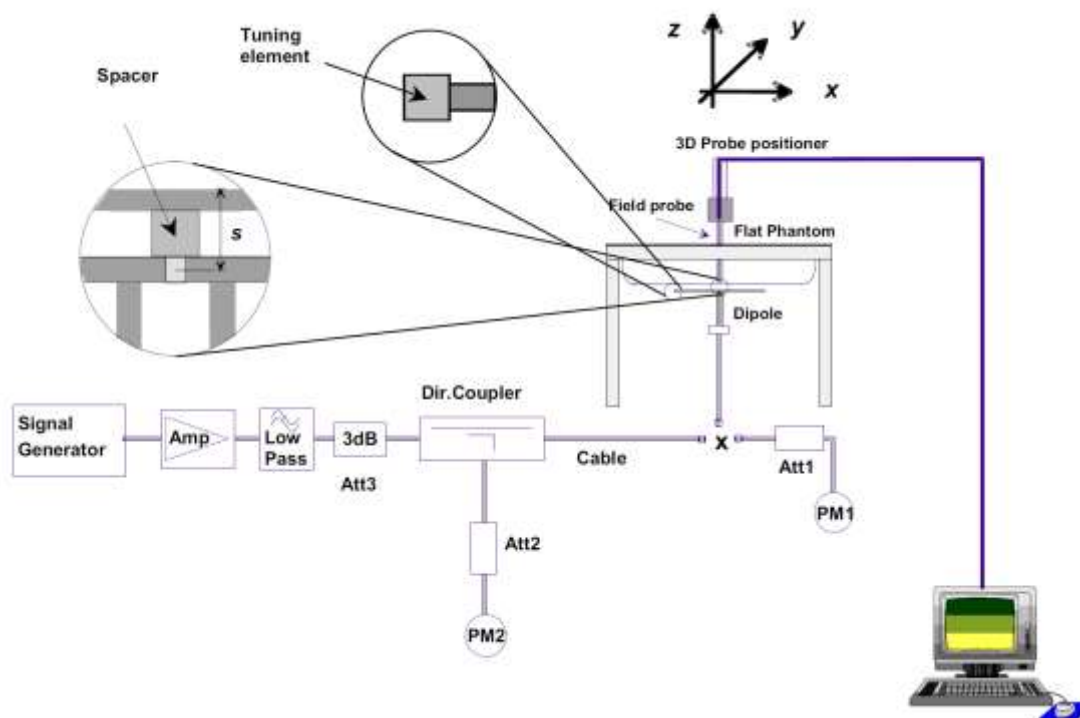 Tuning
element
Spacer
s
z
y
x
3D Probe positioner
Field probe
Flat Phantom
Dipole
Dir.Coupler
Signal
Generator
Amp
Low
Pass
3dB
Att3
Cable
x
Att1
PM1
Att2
PM2